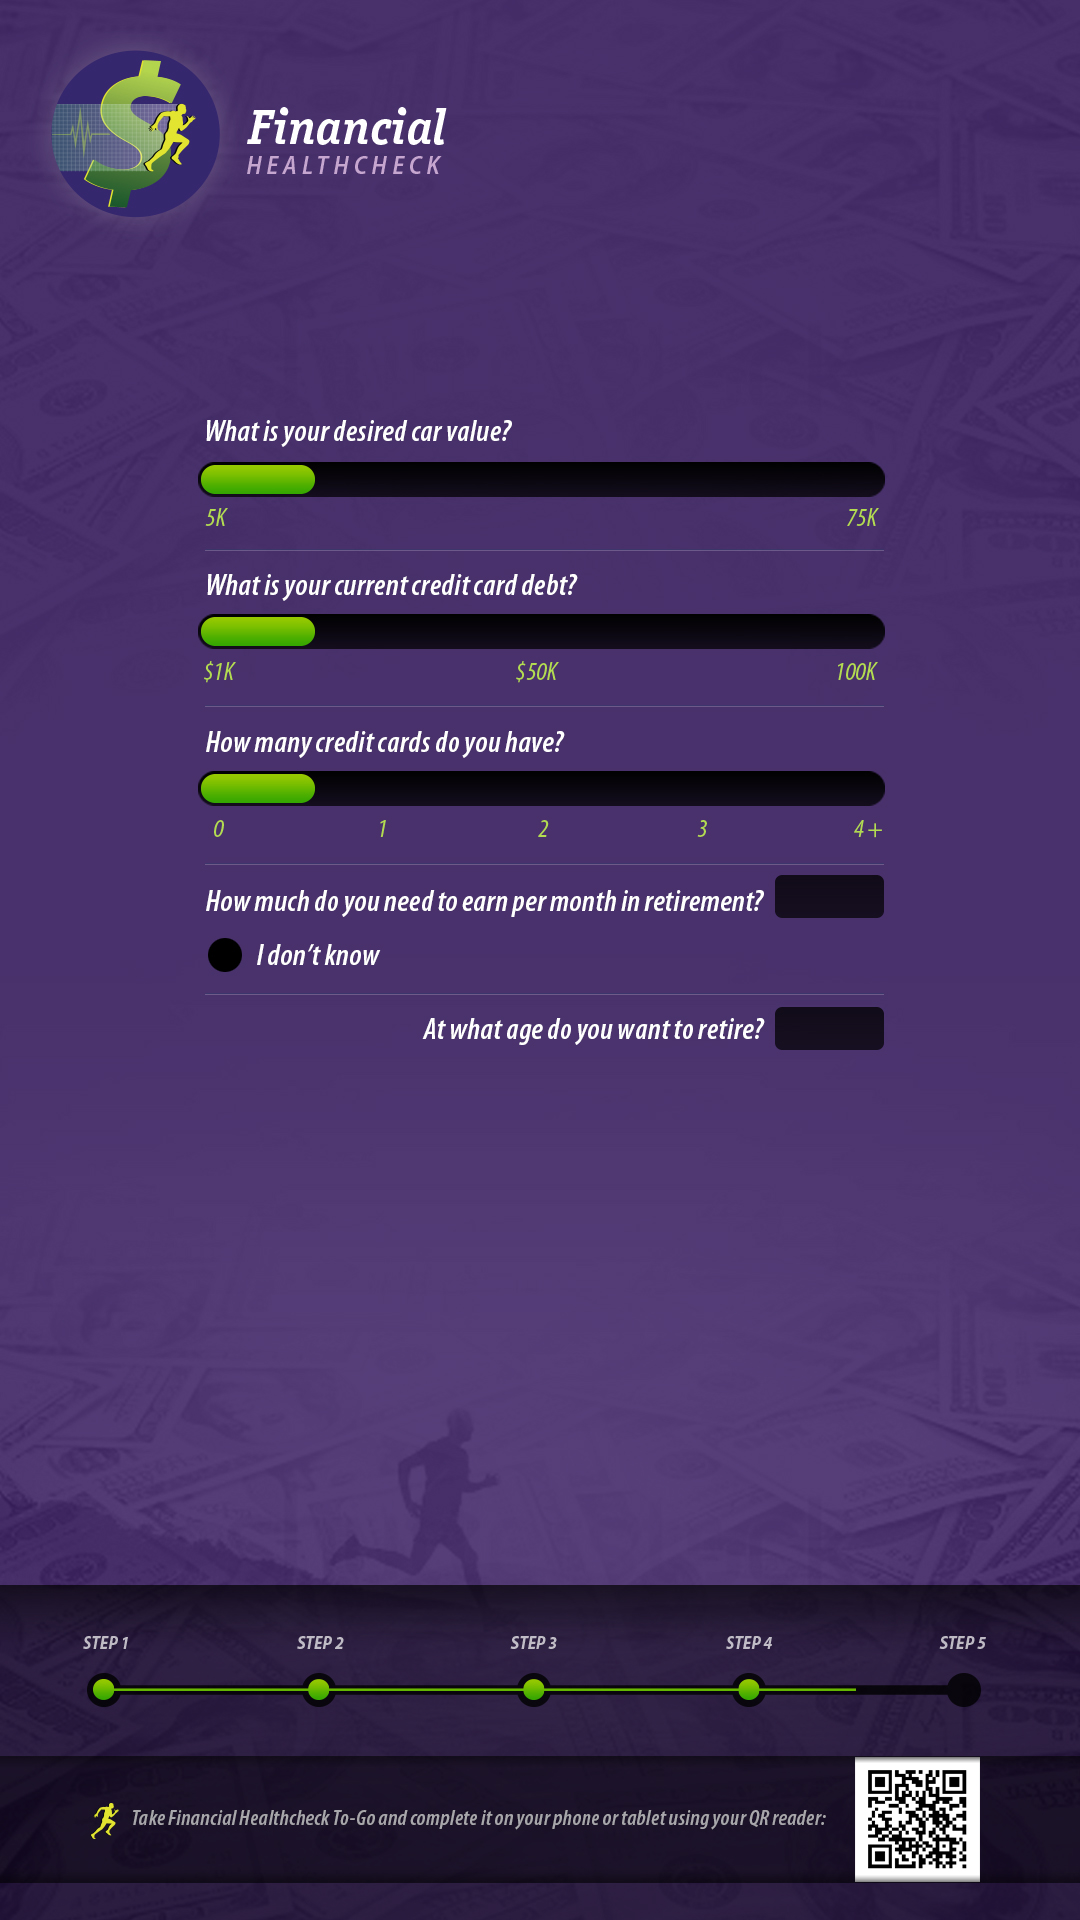 Financial
HEALTHCHECK
What is your desired car value?
5K 75K
What is your current credit card debt?
$1K $50K 100K
How many credit cards do you have?
0 1 2 3 4 +
How much do you need to earn per month in retirement?
I don’t know
At what age do you want to retire?
STEP 1 STEP 2 STEP 3 STEP 4 STEP 5
Take Financial Healthcheck To-Go and complete it on your phone or tablet using your QR reader: